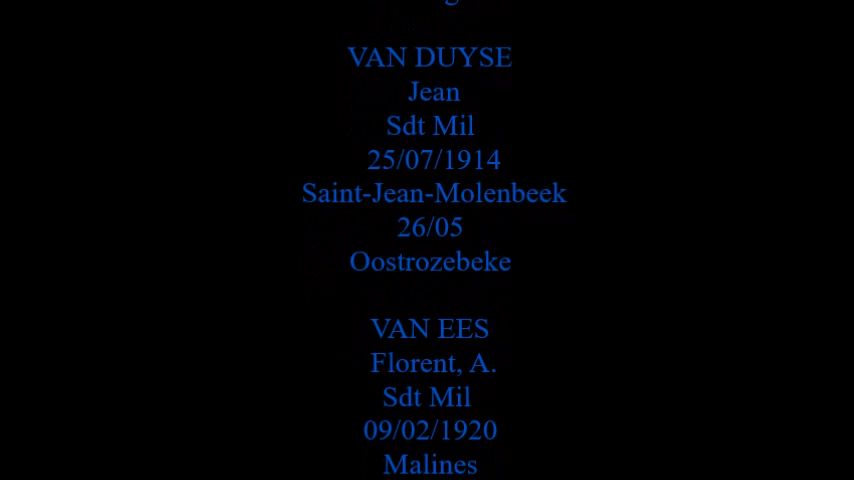 VAN DUYSE
Jean
Sdt Mil
25/07/1914
Saint-Jean-Molenbeek
26/05
Oostrozebeke
VAN EES
Florent, A.
Sdt Mil
09/02/1920
Malines